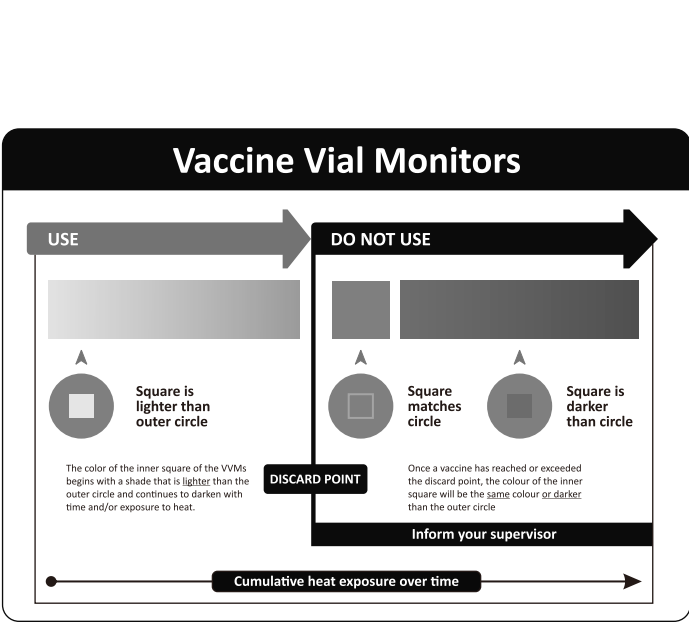 Vaccine Vial Monitors
USE
DO NOT USE
Square is
lighter than
outer circle
Square
matches
circle
Square is
darker
than circle
The color of the inner square of the VVMs
begins with a shade that is lighter than the
outer circle and continues to darken with
time and/or exposure to heat.
DISCARD POINT
Once a vaccine has reached or exceeded
the discard point, the colour of the inner
square will be the same colour or darker
than the outer circle
Inform your supervisor
Cumulative heat exposure over time